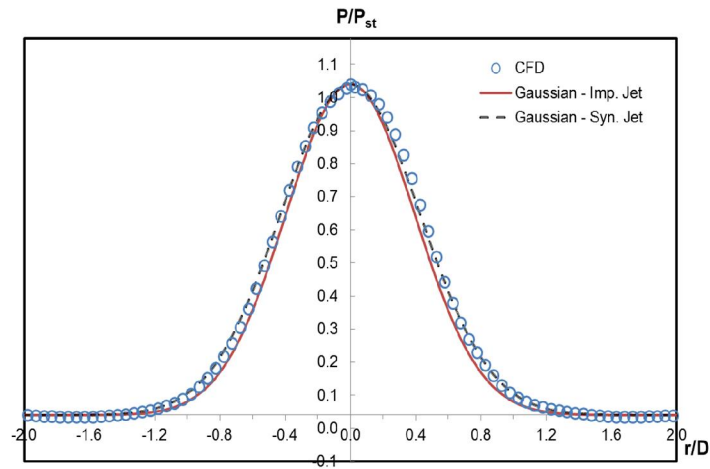 P/Pst
1.1
1.0
0.9
0.8
0.7
0.6
0.5
0.4
0.3
0.2
0.1
0.0
-0.1
CFD
Gaussian - Imp. Jet
Gaussian - Syn. Jet
-2.0 -1.6 -1.2 -0.8 -0.4 0.0 0.4 0.8 1.2 1.6 2.0
r/D